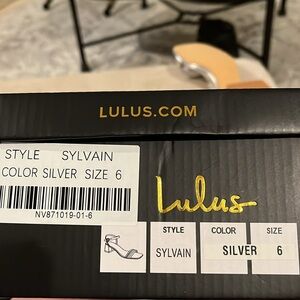 LULUS.COM
STYLE SYLVAIN
COLOR SILVER SIZE 6
NV871019-01-6
Lulus
STYLE COLOR SIZE
SYLVAIN SILVER 6